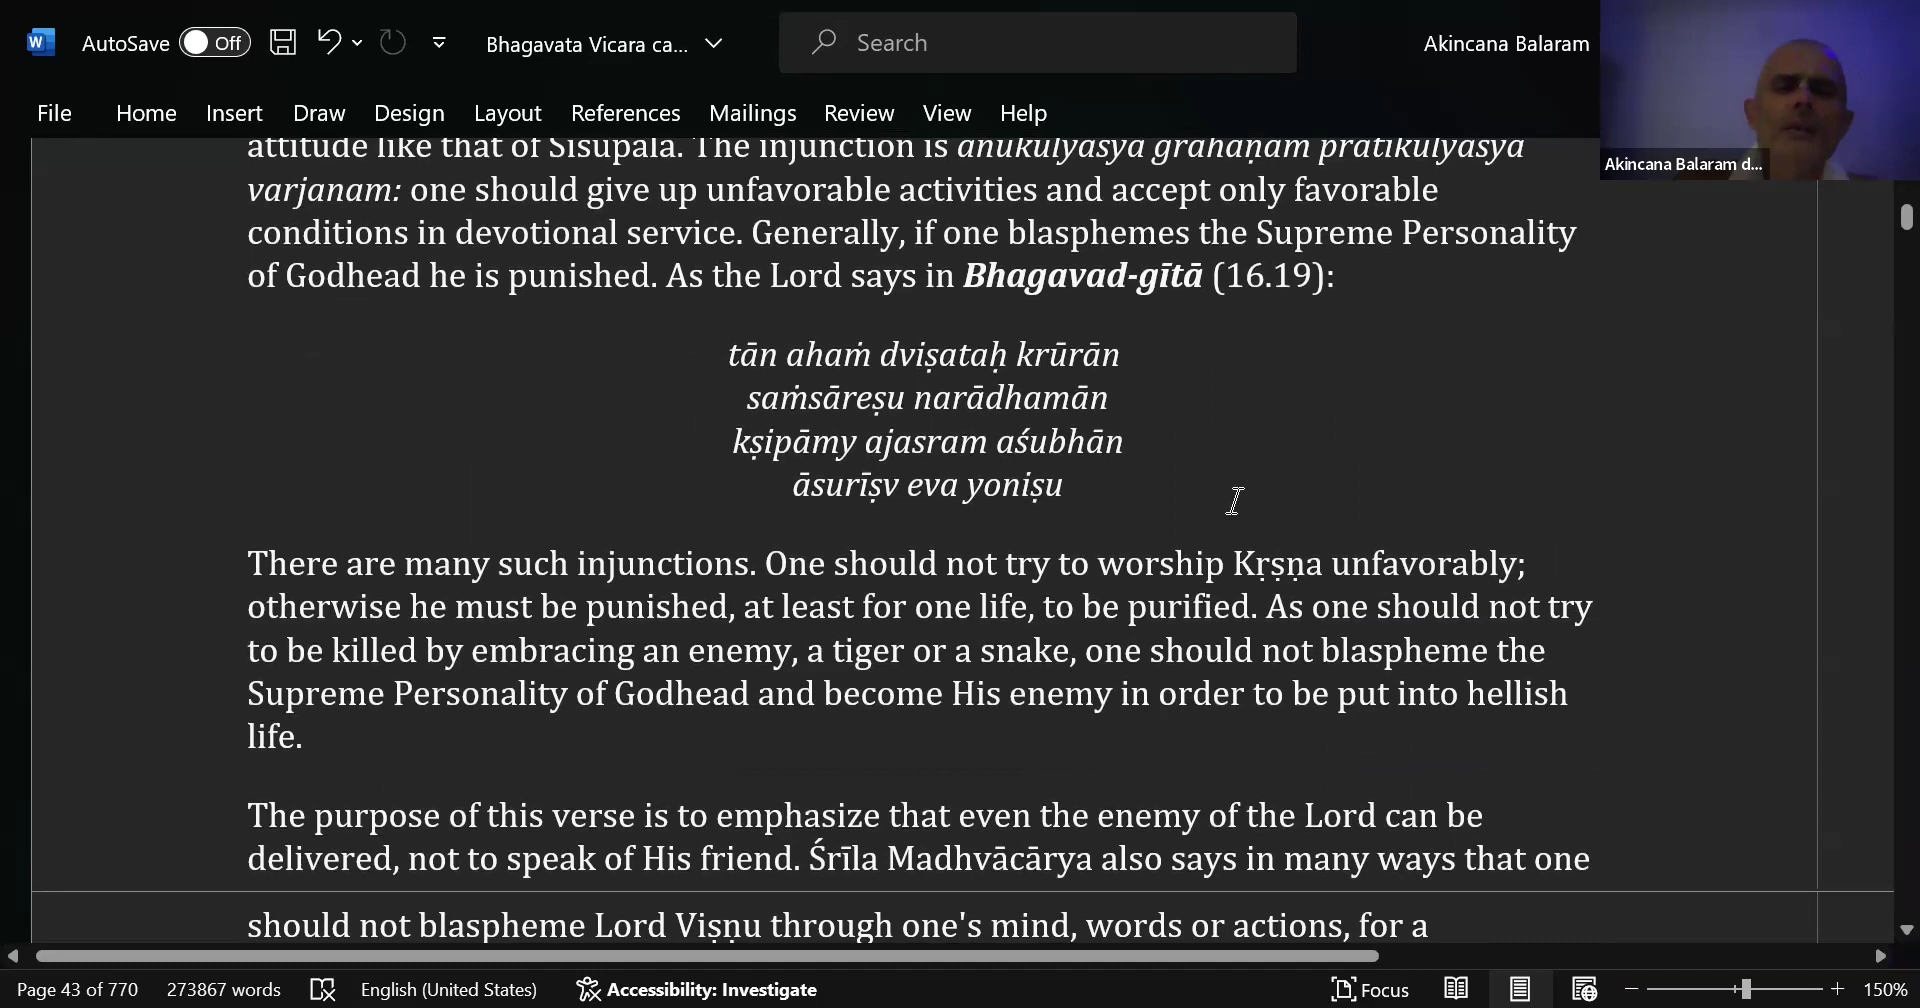 AutoSave Off Bhagavata Vicara ca... Search Akincana Balaram
File Home Insert Draw Design Layout References Mailings Review View Help
Akincana Balaram d...
attitude like that of Śiśupāla. The injunction is ānukūlyasya grahaṇaṁ prātikūlyasya
varjanam: one should give up unfavorable activities and accept only favorable
conditions in devotional service. Generally, if one blasphemes the Supreme Personality
of Godhead he is punished. As the Lord says in Bhagavad-gītā (16.19):
tān ahaṁ dviṣataḥ krūrān
saṁsāreṣu narādhamān
kṣipāmy ajasram aśubhān
āsurīṣv eva yoniṣu
There are many such injunctions. One should not try to worship Kṛṣṇa unfavorably;
otherwise he must be punished, at least for one life, to be purified. As one should not try
to be killed by embracing an enemy, a tiger or a snake, one should not blaspheme the
Supreme Personality of Godhead and become His enemy in order to be put into hellish
life.
The purpose of this verse is to emphasize that even the enemy of the Lord can be
delivered, not to speak of His friend. Śrīla Madhvācārya also says in many ways that one
should not blaspheme Lord Viṣṇu through one's mind, words or actions, for a
Page 43 of 770 273867 words English (United States) Accessibility: Investigate Focus 150%